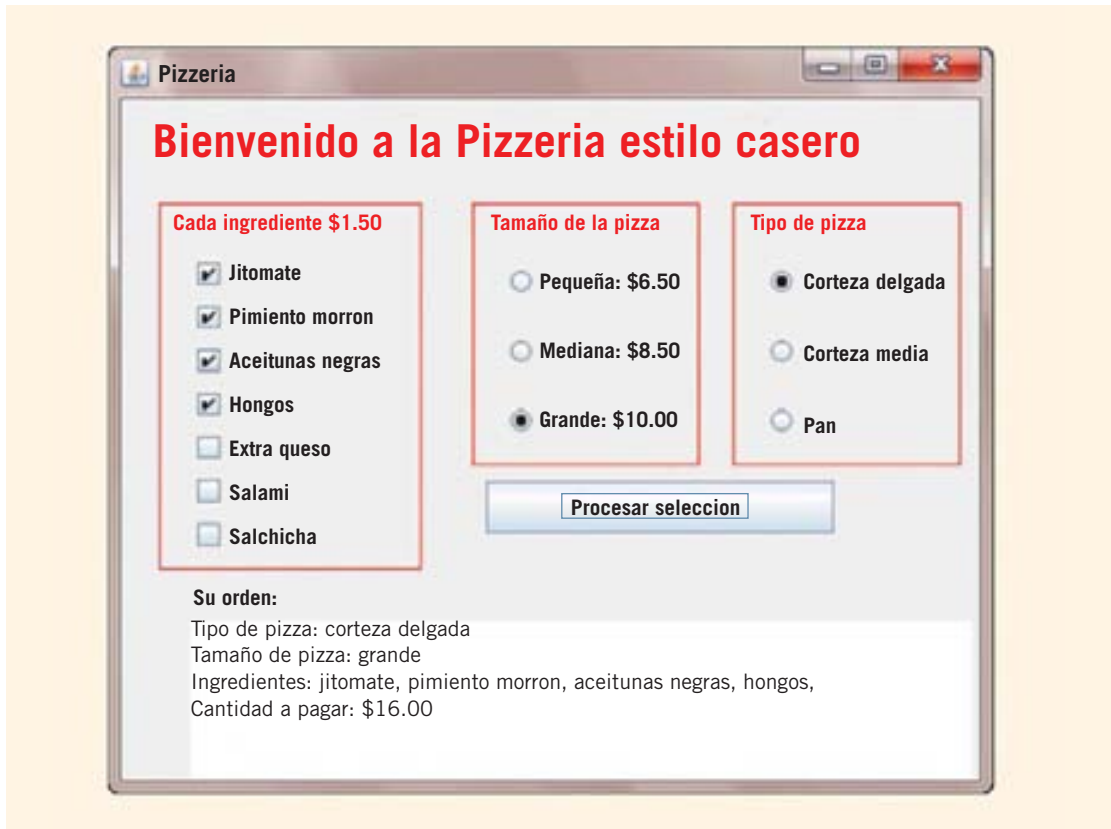 Pizzeria
Bienvenido a la Pizzeria estilo casero
Cada ingrediente $1.50
Jitomate
Pimiento morron
Aceitunas negras
Hongos
Extra queso
Salami
Salchicha
Tamaño de la pizza
Pequeña: $6.50
Mediana: $8.50
Grande: $10.00
Tipo de pizza
Corteza delgada
Corteza media
Pan
Procesar seleccion
Su orden:
Tipo de pizza: corteza delgada
Tamaño de pizza: grande
Ingredientes: jitomate, pimiento morron, aceitunas negras, hongos,
Cantidad a pagar: $16.00